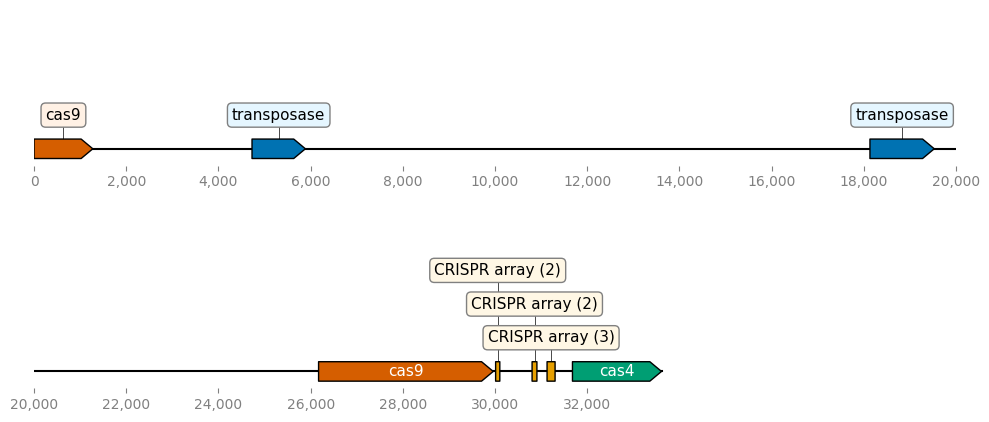 cas9 transposase transposase
0 2,000 4,000 6,000 8,000 10,000 12,000 14,000 16,000 18,000 20,000
CRISPR array (2)
CRISPR array (2)
CRISPR array (3)
cas9 cas4
20,000 22,000 24,000 26,000 28,000 30,000 32,000